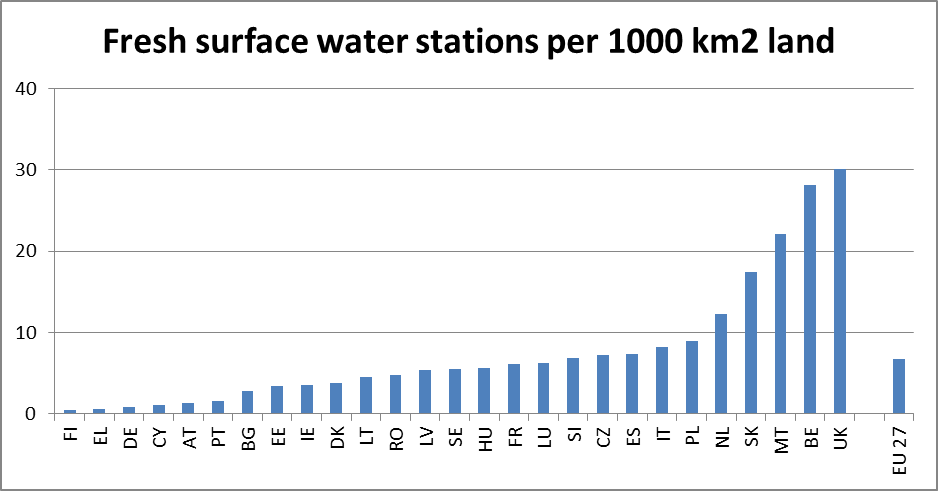 Fresh surface water stations per 1000 km2 land
40
30
20
10
0
FI
EL
DE
CY
AT
PT
BG
EE
IE
DK
LT
RO
LV
SE
HU
FR
LU
SI
CZ
ES
IT
PL
NL
SK
MT
BE
UK
EU 27